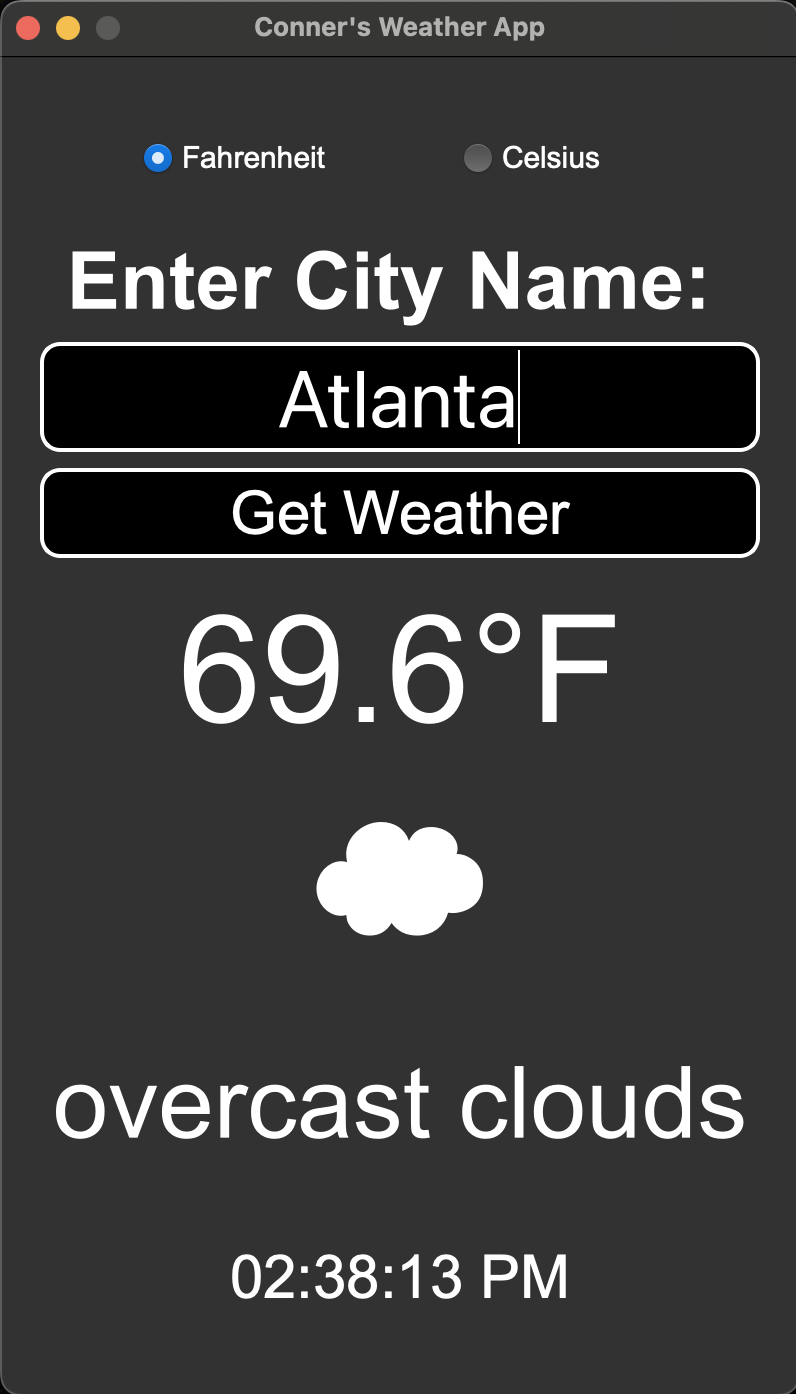 Conner's Weather App
Fahrenheit Celsius
Enter City Name:
Atlanta
Get Weather
69.6°F
overcast clouds
02:38:13 PM